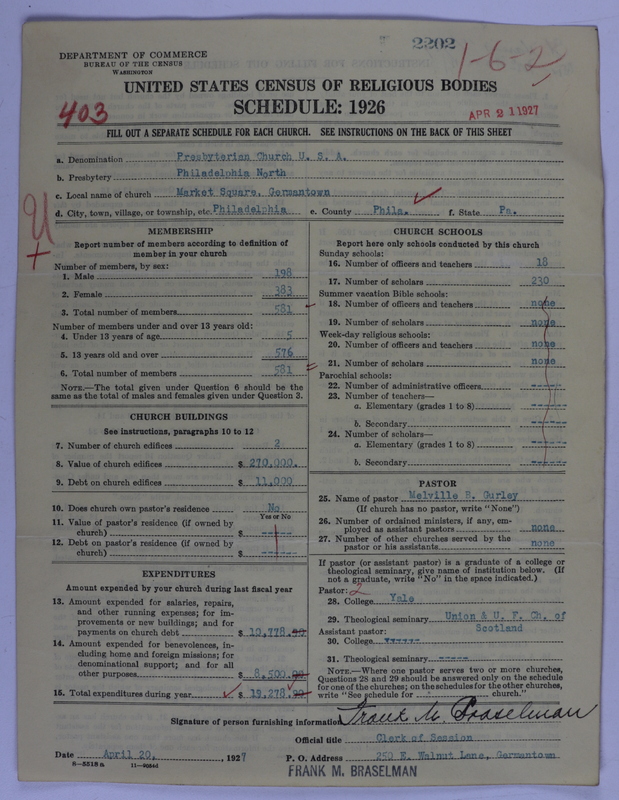 2202
1-6-2
DEPARTMENT OF COMMERCE
BUREAU OF THE CENSUS
WASHINGTON
UNITED STATES CENSUS OF RELIGIOUS BODIES
SCHEDULE: 1926
403
APR 21 1927
FILL OUT A SEPARATE SCHEDULE FOR EACH CHURCH. SEE INSTRUCTIONS ON THE BACK OF THIS SHEET
a. Denomination Presbyterian Church U. S. A.
b. Presbytery Philadelphia North
c. Local name of church Market Square, Germantown
d. City, town, village, or township, etc. Philadelphia e. County Phila. f. State Pa.
MEMBERSHIP
Report number of members according to definition of
member in your church
Number of members, by sex:
1. Male 198
2. Female 383
3. Total number of members 581
Number of members under and over 13 years old:
4. Under 13 years of age 5
5. 13 years old and over 576
6. Total number of members 581
NOTE.—The total given under Question 6 should be the
same as the total of males and females given under Question 3.
CHURCH BUILDINGS
See instructions, paragraphs 10 to 12
7. Number of church edifices 2
8. Value of church edifices $ 270,000.
9. Debt on church edifices $ 11,000
10. Does church own pastor's residence No
Yes or No
11. Value of pastor's residence (if owned by
church) $ -----
12. Debt on pastor's residence (if owned by
church) $ -----
EXPENDITURES
Amount expended by your church during last fiscal year
13. Amount expended for salaries, repairs,
and other running expenses; for im-
provements or new buildings; and for
payments on church debt $ 10,778.00
14. Amount expended for benevolences, in-
cluding home and foreign missions; for
denominational support; and for all
other purposes $ 8,500.00
15. Total expenditures during year $ 19,278.00
CHURCH SCHOOLS
Report here only schools conducted by this church
Sunday schools:
16. Number of officers and teachers 18
17. Number of scholars 230
Summer vacation Bible schools:
18. Number of officers and teachers none
19. Number of scholars none
Week-day religious schools:
20. Number of officers and teachers none
21. Number of scholars none
Parochial schools:
22. Number of administrative officers -----
23. Number of teachers—
a. Elementary (grades 1 to 8) -----
b. Secondary -----
24. Number of scholars—
a. Elementary (grades 1 to 8) -----
b. Secondary -----
PASTOR
25. Name of pastor Melville B. Gurley
(If church has no pastor, write "None")
26. Number of ordained ministers, if any, em-
ployed as assistant pastors none
27. Number of other churches served by the
pastor or his assistants none
If pastor (or assistant pastor) is a graduate of a college or
theological seminary, give name of institution below. (If
not a graduate, write "No" in the space indicated.)
Pastor: 2
28. College Yale
29. Theological seminary Union & U. F. Ch. of
Scotland
Assistant pastor:
30. College
31. Theological seminary -----
NOTE.—Where one pastor serves two or more churches,
Questions 28 and 29 should be answered only on the schedule
for one of the churches; on the schedules for the other churches,
write "See schedule for church."
Signature of person furnishing information Frank M. Braselman
Official title Clerk of Session
Date April 20, 1927
P. O. Address 250 E. Walnut Lane, Germantown
8-5518a 11-9054d
FRANK M. BRASELMAN